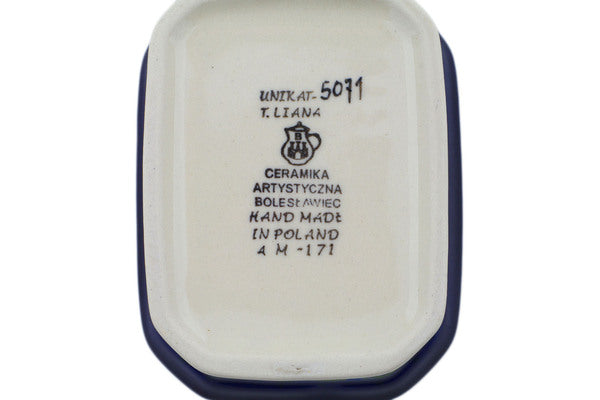 UNIKAT-5071
T.LIANA
B
CERAMIKA
ARTYSTYCZNA
BOLESŁAWIEC
HAND MADE
IN POLAND
A M -171